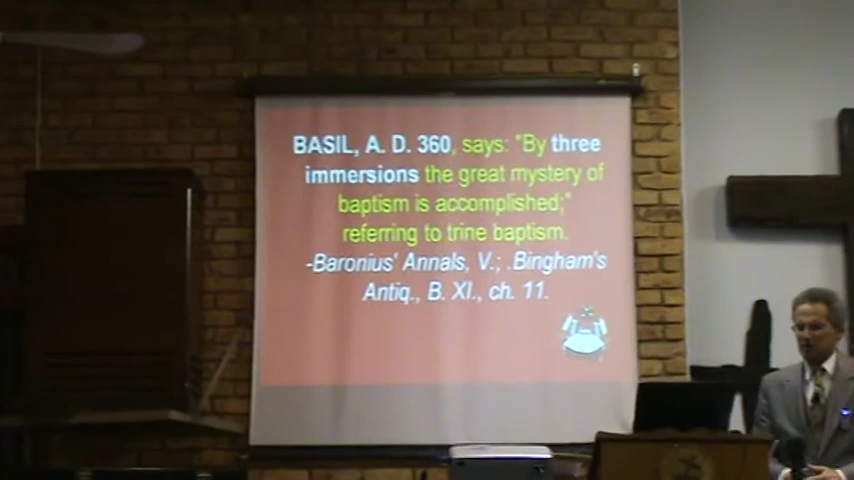 BASIL, A. D. 360, says: "By three
immersions the great mystery of
baptism is accomplished;"
referring to trine baptism.
-Baronius' Annals, V.; .Bingham's
Antiq., B. XI., ch. 11.